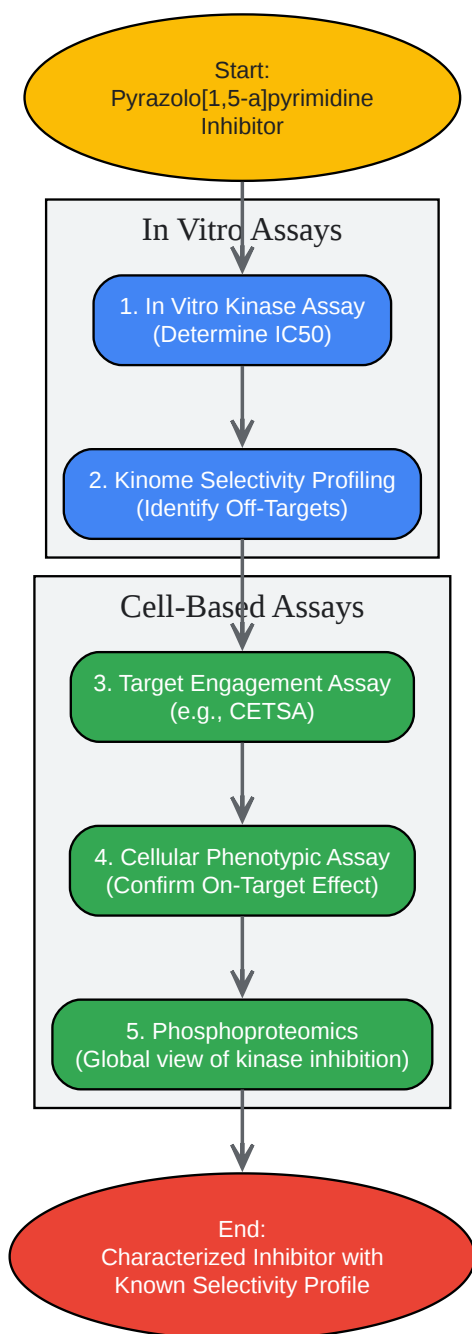 Start:
Pyrazolo[1,5-a]pyrimidine
Inhibitor
In Vitro Assays
1. In Vitro Kinase Assay
(Determine IC50)
2. Kinome Selectivity Profiling
(Identify Off-Targets)
Cell-Based Assays
3. Target Engagement Assay
(e.g., CETSA)
4. Cellular Phenotypic Assay
(Confirm On-Target Effect)
5. Phosphoproteomics
(Global view of kinase inhibition)
End:
Characterized Inhibitor with
Known Selectivity Profile